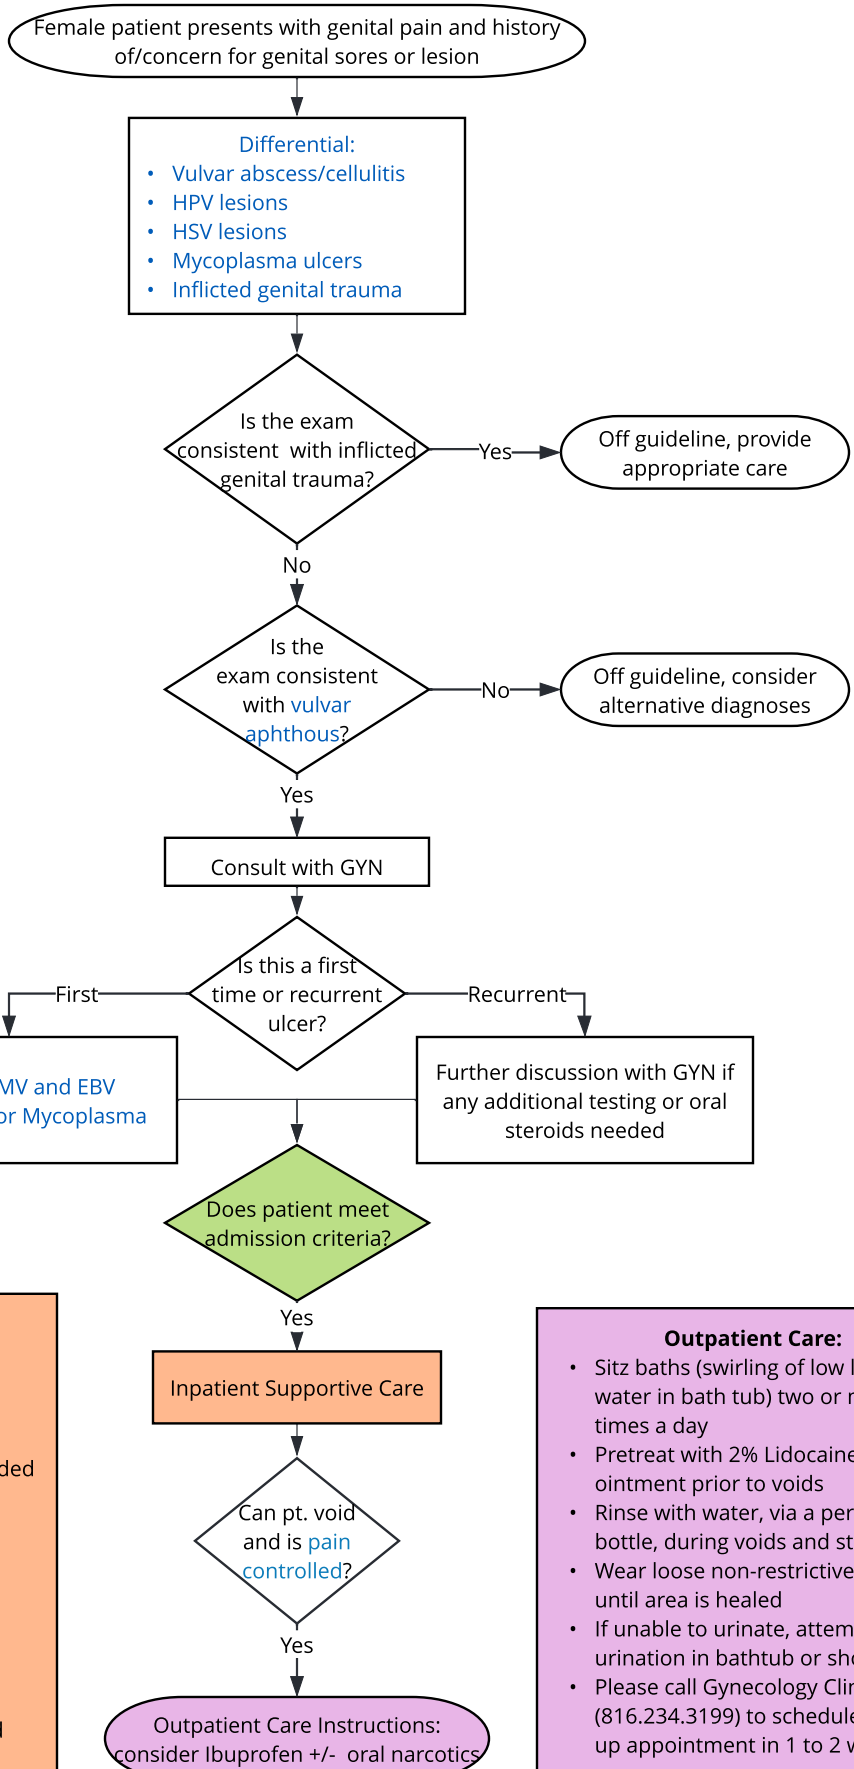 Female patient presents with genital pain and history
of/concern for genital sores or lesion
Differential:
• Vulvar abscess/cellulitis
• HPV lesions
• HSV lesions
• Mycoplasma ulcers
• Inflicted genital trauma
Is the exam
consistent with inflicted
genital trauma?
Yes
Off guideline, provide
appropriate care
No
Is the
exam consistent
with vulvar
aphthous?
No
Off guideline, consider
alternative diagnoses
Yes
Consult with GYN
Is this a first
time or recurrent
ulcer?
First
Recurrent
MV and EBV
or Mycoplasma
Further discussion with GYN if
any additional testing or oral
steroids needed
Does patient meet
admission criteria?
Yes
Inpatient Supportive Care
ded
Can pt. void
and is pain
controlled?
Yes
Outpatient Care Instructions:
consider Ibuprofen +/- oral narcotics
Outpatient Care:
• Sitz baths (swirling of low
water in bath tub) two or
times a day
• Pretreat with 2% Lidocaine
ointment prior to voids
• Rinse with water, via a per
bottle, during voids and st
• Wear loose non-restrictive
until area is healed
• If unable to urinate, attem
urination in bathtub or sho
• Please call Gynecology Clin
(816.234.3199) to schedule
up appointment in 1 to 2